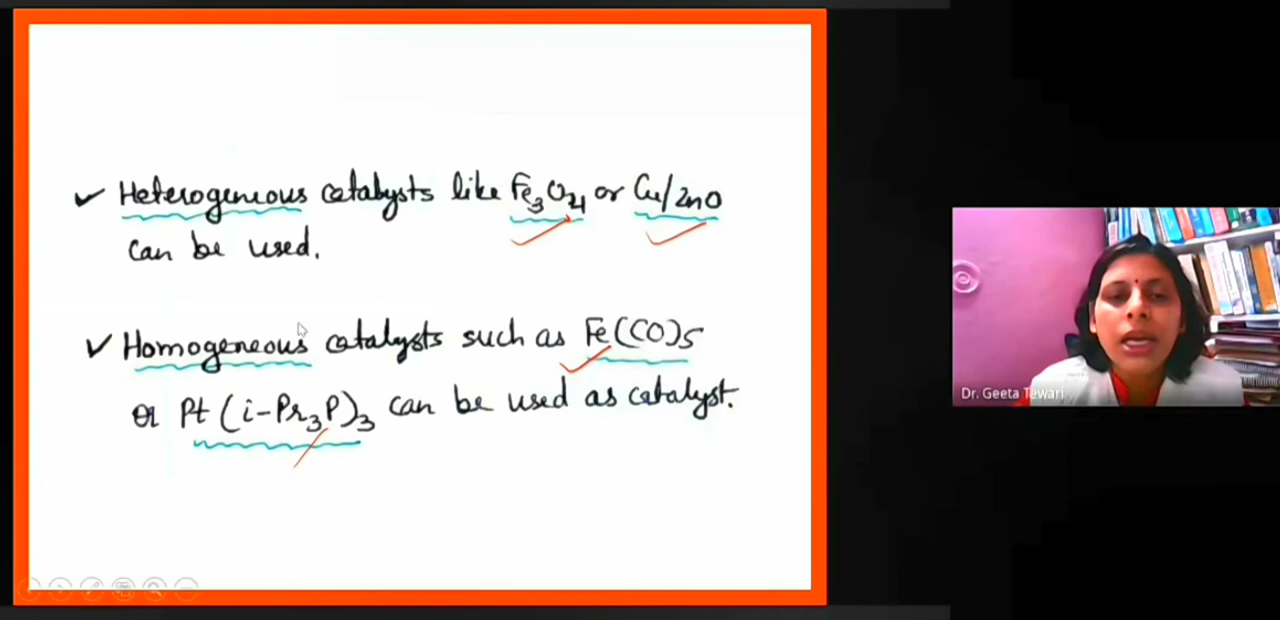 ✓ Heterogeneous catalysts like Fe₃O₄ or Cu/ZnO
can be used.
✓ Homogeneous catalysts such as Fe(CO)₅
or Pt(i-Pr₃P)₃ can be used as catalyst.
Dr. Geeta Tewari